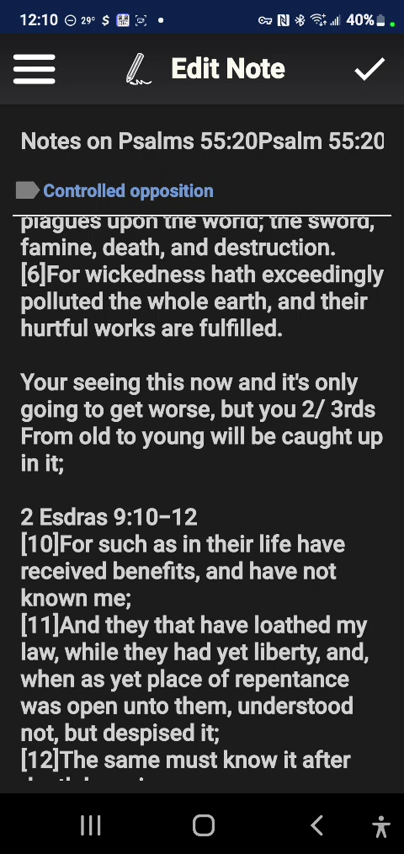 12:10 29° $ 40%
Edit Note
Notes on Psalms 55:20Psalm 55:20
Controlled opposition
plagues upon the world; the sword,
famine, death, and destruction.
[6]For wickedness hath exceedingly
polluted the whole earth, and their
hurtful works are fulfilled.
Your seeing this now and it's only
going to get worse, but you 2/ 3rds
From old to young will be caught up
in it;
2 Esdras 9:10-12
[10]For such as in their life have
received benefits, and have not
known me;
[11]And they that have loathed my
law, while they had yet liberty, and,
when as yet place of repentance
was open unto them, understood
not, but despised it;
[12]The same must know it after